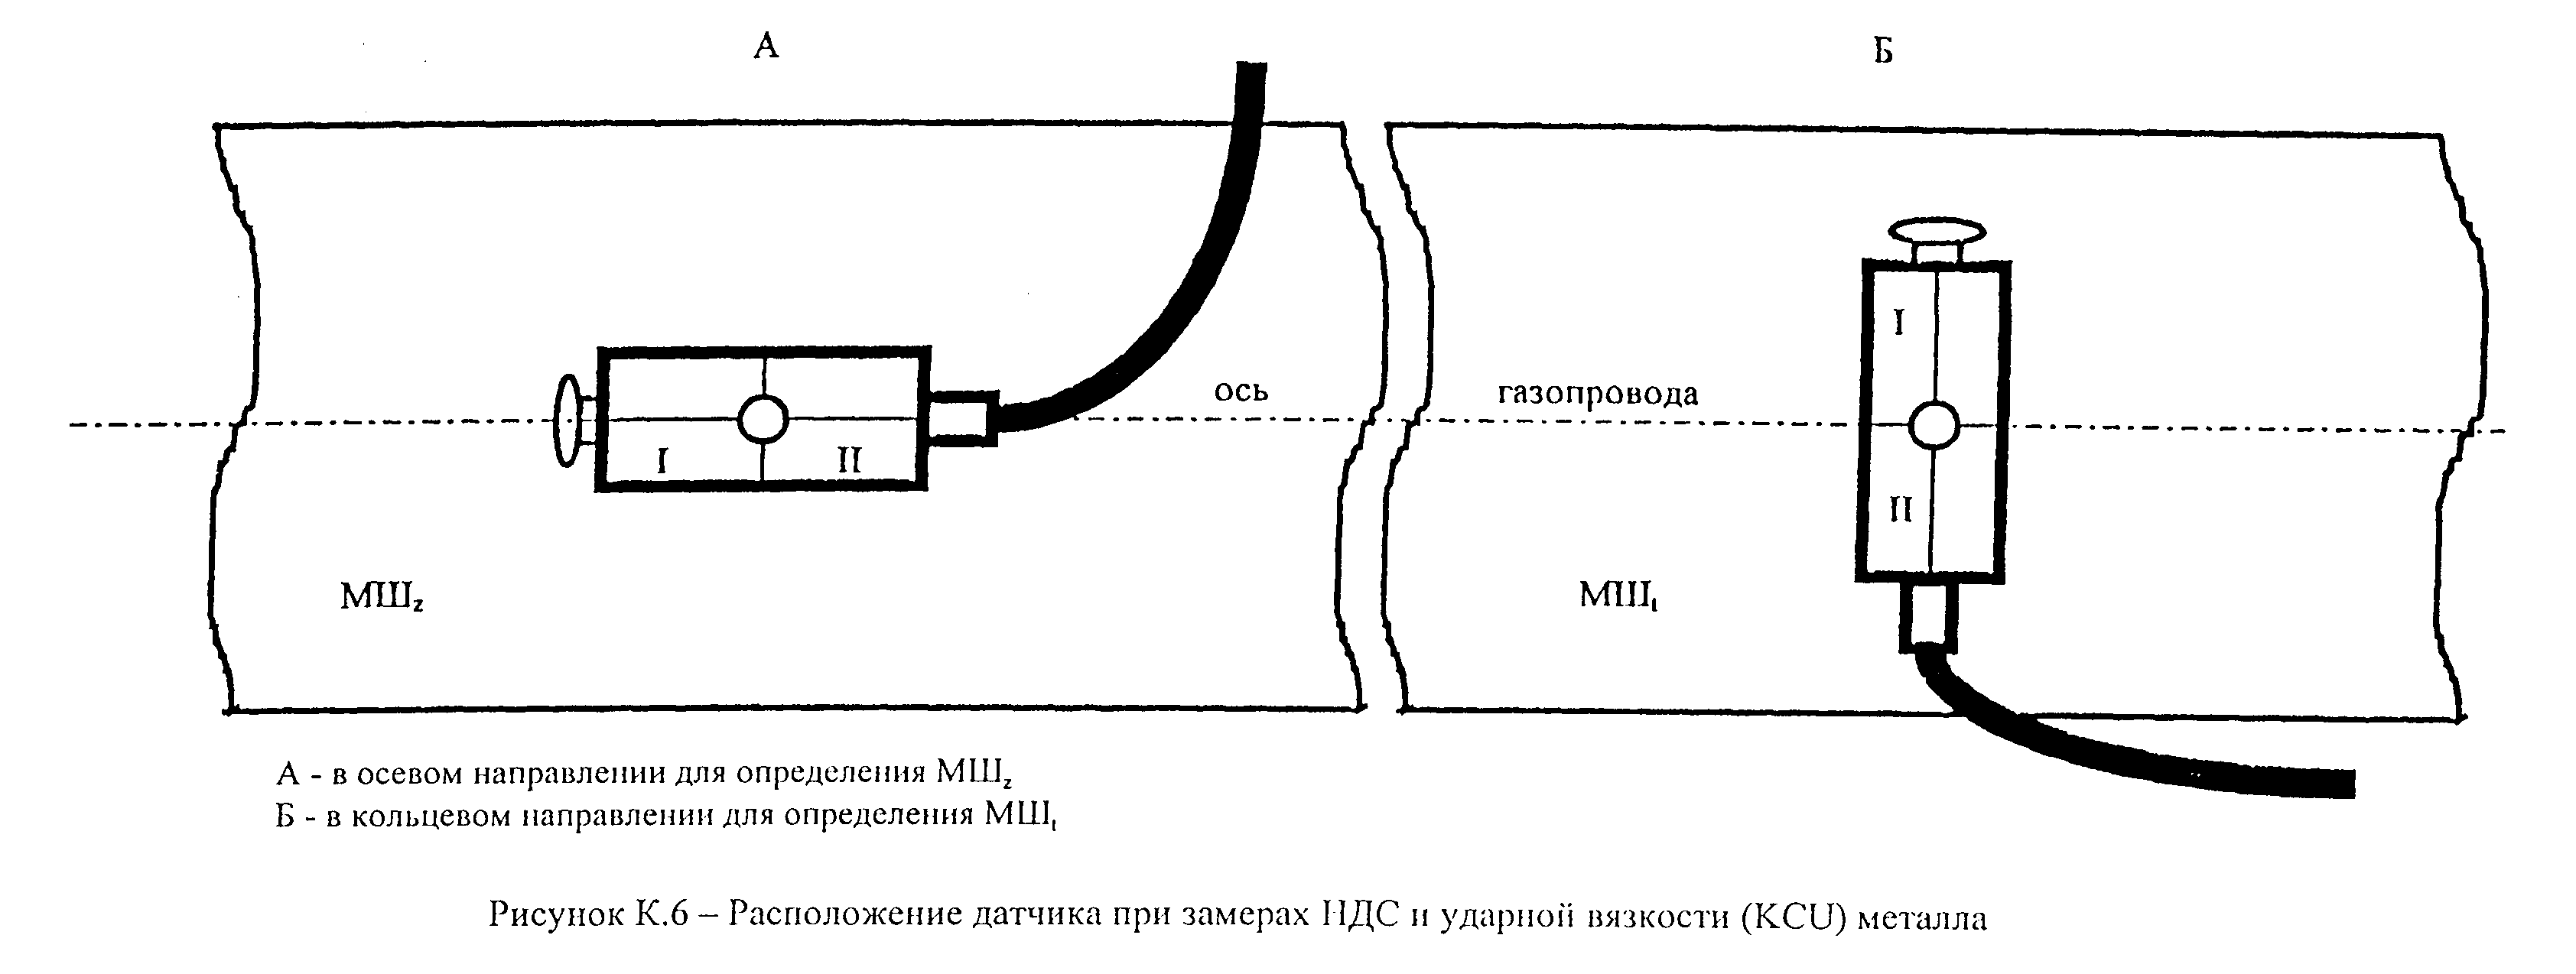 А
Б
ось
газопровода
I
II
I
II
МШz
МШt
А - в осевом направлении для определения МШz
Б - в кольцевом направлении для определения МШt
Рисунок К.6 – Расположение датчика при замерах НДС и ударной вязкости (KCU) металла